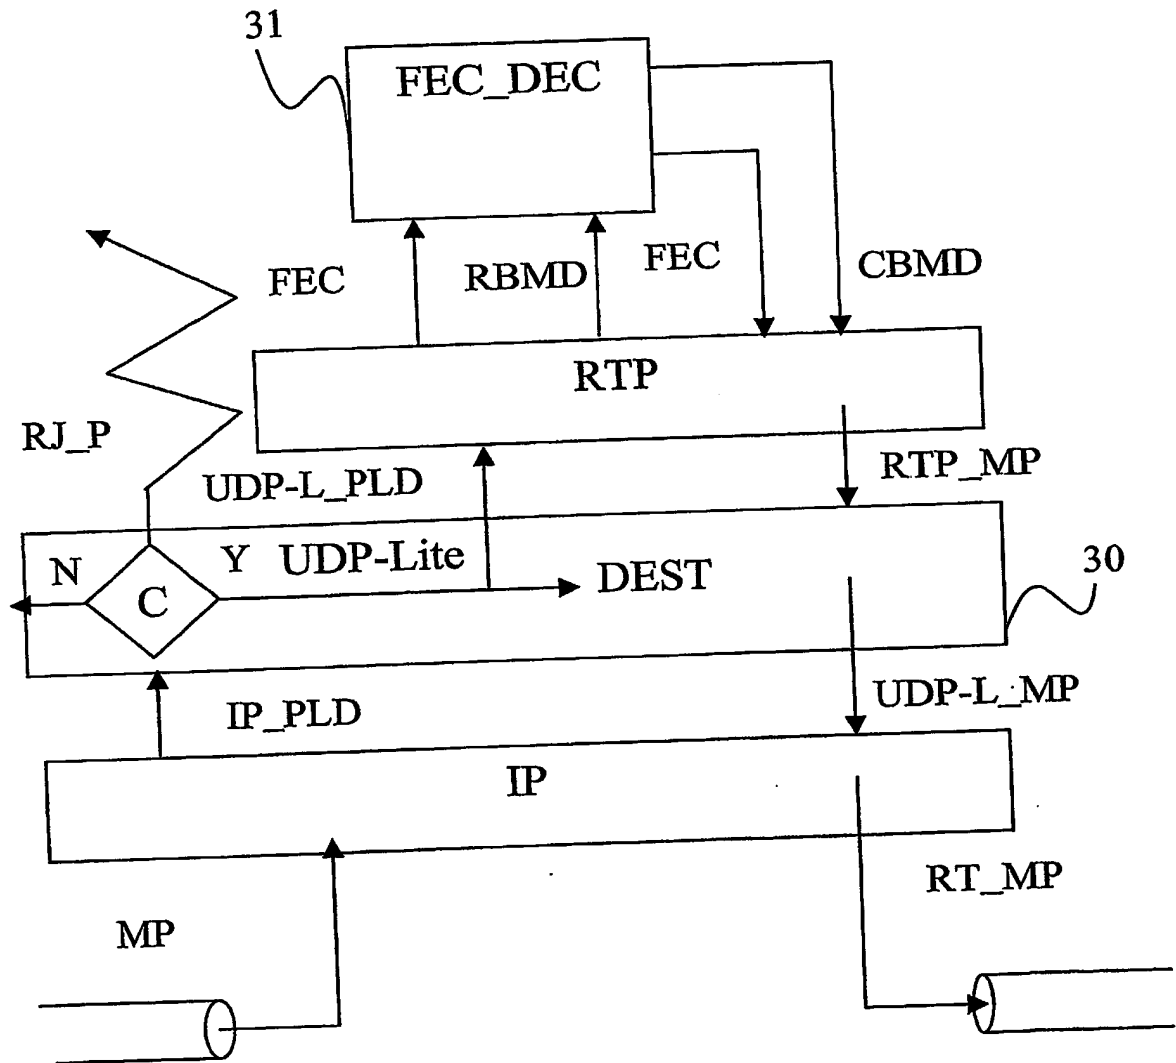 31
FEC_DEC
FEC
RBMD
FEC
CBMD
RTP
RJ_P
UDP-L_PLD
RTP_MP
N
Y
UDP-Lite
C
DEST
30
IP_PLD
UDP-L_MP
IP
RT_MP
MP